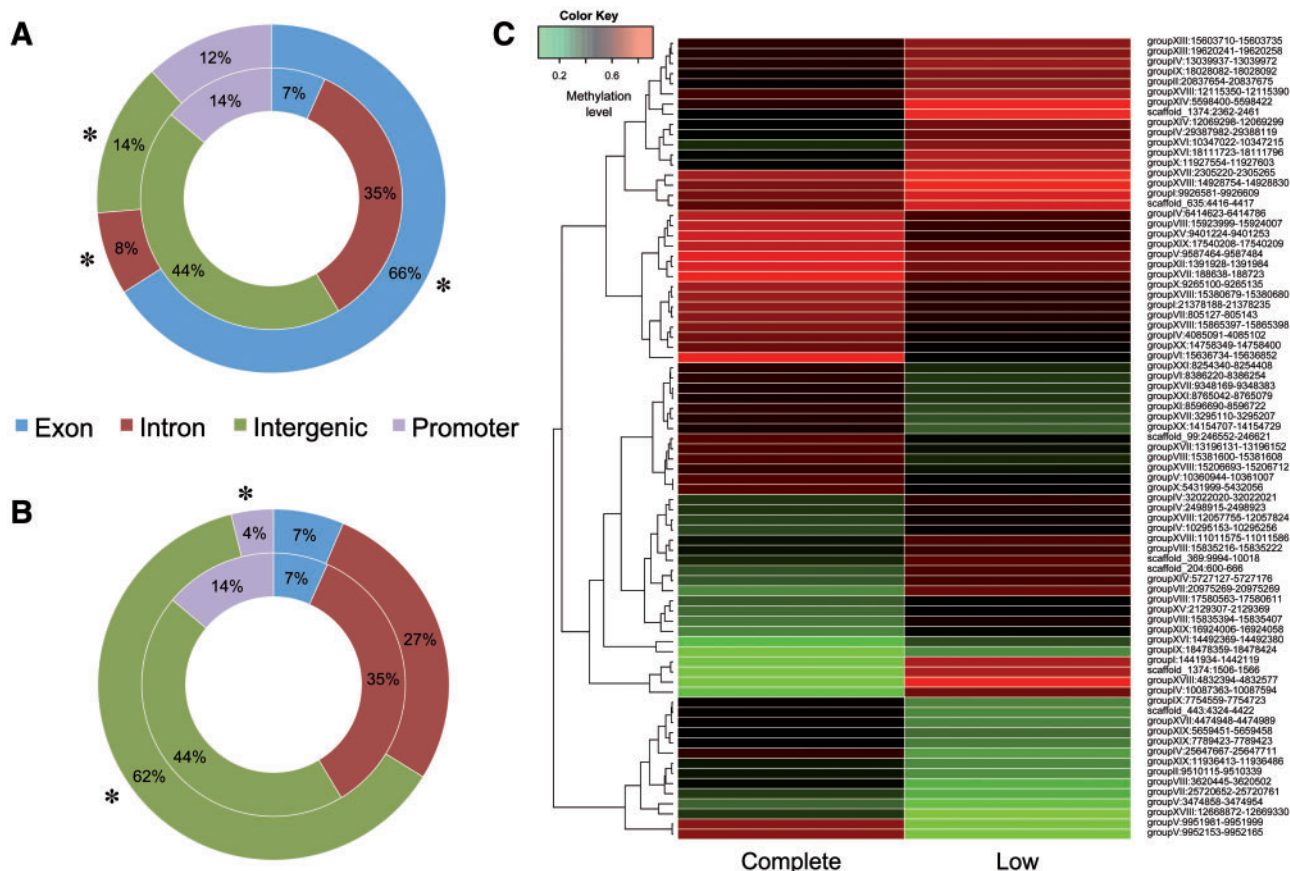 A
12%
14%
7%
14%
*
35%
8%
*
44%
66%
*
Exon
Intron
Intergenic
Promoter
B
*
4%
7%
14%
7%
27%
35%
44%
62%
*
C
Color Key
0.2
0.6
Methylation
level
groupXIII:15603710-15603735
groupXIII:19620241-19620258
groupIV:13039937-13039972
groupIX:18028082-18028092
groupII:20837654-20837675
groupXVIII:12115350-12115390
groupXIV:5598400-5598422
scaffold_1374:2362-2461
groupXIV:12069298-12069299
groupIV:29387982-29388119
groupXVI:10347022-10347215
groupXVI:18111723-18111796
groupX:11927554-11927603
groupXVII:2305220-2305265
groupXVIII:14928754-14928830
groupI:9926581-9926609
scaffold_635:4416-4417
groupIV:6414623-6414786
groupVIII:15923999-15924007
groupXV:9401224-9401253
groupXIX:17540208-17540209
groupV:9587464-9587484
groupXII:1391928-1391984
groupXVII:188638-188723
groupX:9265100-9265135
groupXVIII:15380679-15380680
groupI:21378188-21378235
groupVII:805127-805143
groupXVIII:15865397-15865398
groupIV:4085091-4085102
groupXX:14758349-14758400
groupVI:15636734-15636852
groupXXI:8254340-8254408
groupVI:8386220-8386254
groupXVII:9348169-9348383
groupXXI:8765042-8765079
groupXI:8596690-8596722
groupXVII:3295110-3295207
groupXX:14154707-14154729
scaffold_99:246552-246621
groupXVII:13196131-13196152
groupVIII:15381600-15381608
groupXVIII:15206693-15206712
groupV:10360944-10361007
groupX:5431999-5432056
groupIV:32022020-32022021
groupIV:2498915-2498923
groupXVIII:12057755-12057824
groupIV:10295153-10295256
groupXVIII:11011575-11011586
groupVIII:15835216-15835222
scaffold_369:9994-10018
scaffold_204:600-666
groupXIV:5727127-5727176
groupVII:20975269-20975269
groupVIII:17580563-17580611
groupXV:2129307-2129369
groupVIII:15835394-15835407
groupXIX:16924006-16924058
groupXVI:14492369-14492380
groupIX:18478359-18478424
groupI:1441934-1442119
scaffold_1374:1506-1566
groupXVIII:4832394-4832577
groupIV:10087363-10087594
groupIX:7754559-7754723
scaffold_443:4324-4422
groupXVII:4474948-4474989
groupXIX:5659451-5659458
groupXIX:7789423-7789423
groupIV:25647667-25647711
groupXIX:11936413-11936486
groupII:9510115-9510339
groupVIII:3620445-3620502
groupVII:25720652-25720761
groupV:3474858-3474954
groupXVIII:12668872-12669330
groupV:9951981-9951999
groupV:9952153-9952165
Complete
Low